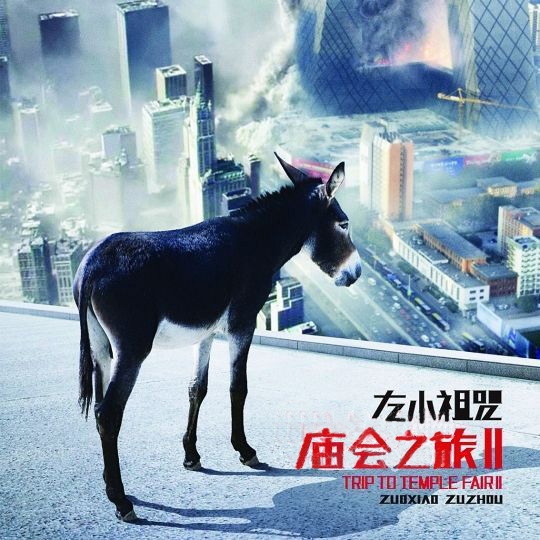 左小祖咒
庙会之旅II
TRIP TO TEMPLE FAIR II
ZUOXIAO ZUZHOU